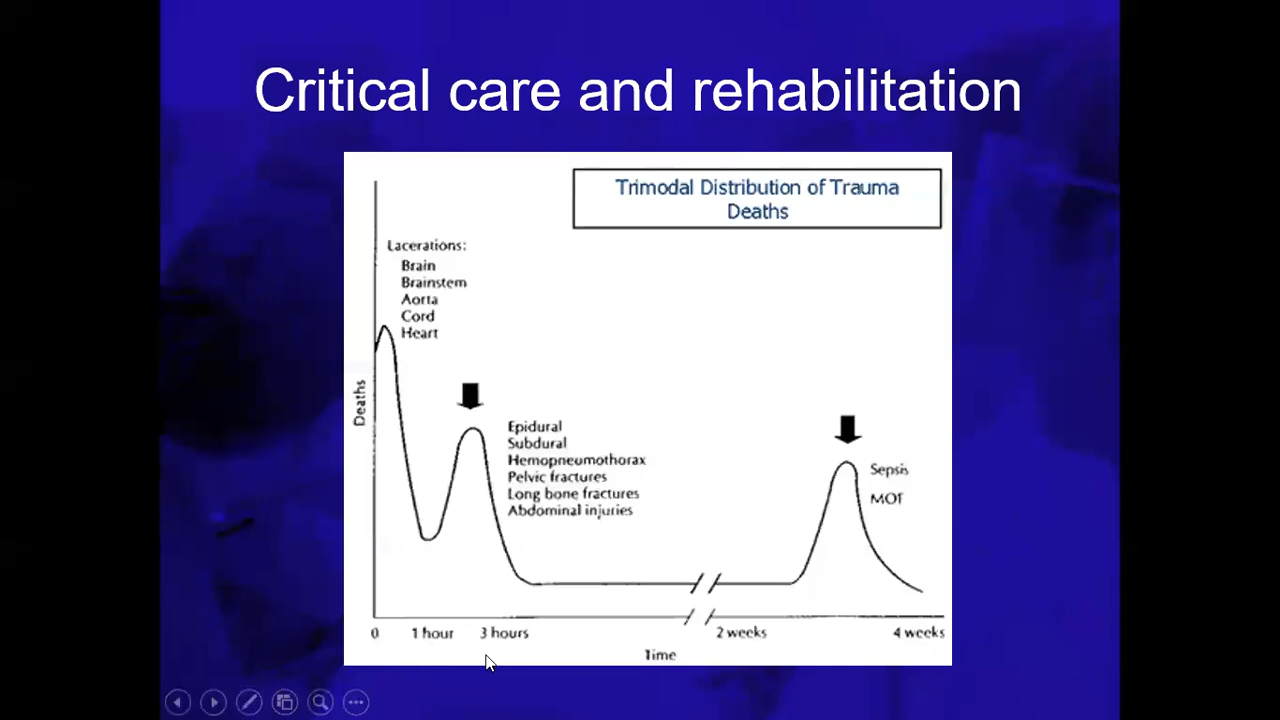 Critical care and rehabilitation
Trimodal Distribution of Trauma
Deaths
Lacerations:
Brain
Brainstem
Aorta
Cord
Heart
Deaths
Epidural
Subdural
Hemopneumothorax
Pelvic fractures
Long bone fractures
Abdominal injuries
Sepsis
MOF
0
1 hour
3 hours
2 weeks
4 weeks
Time